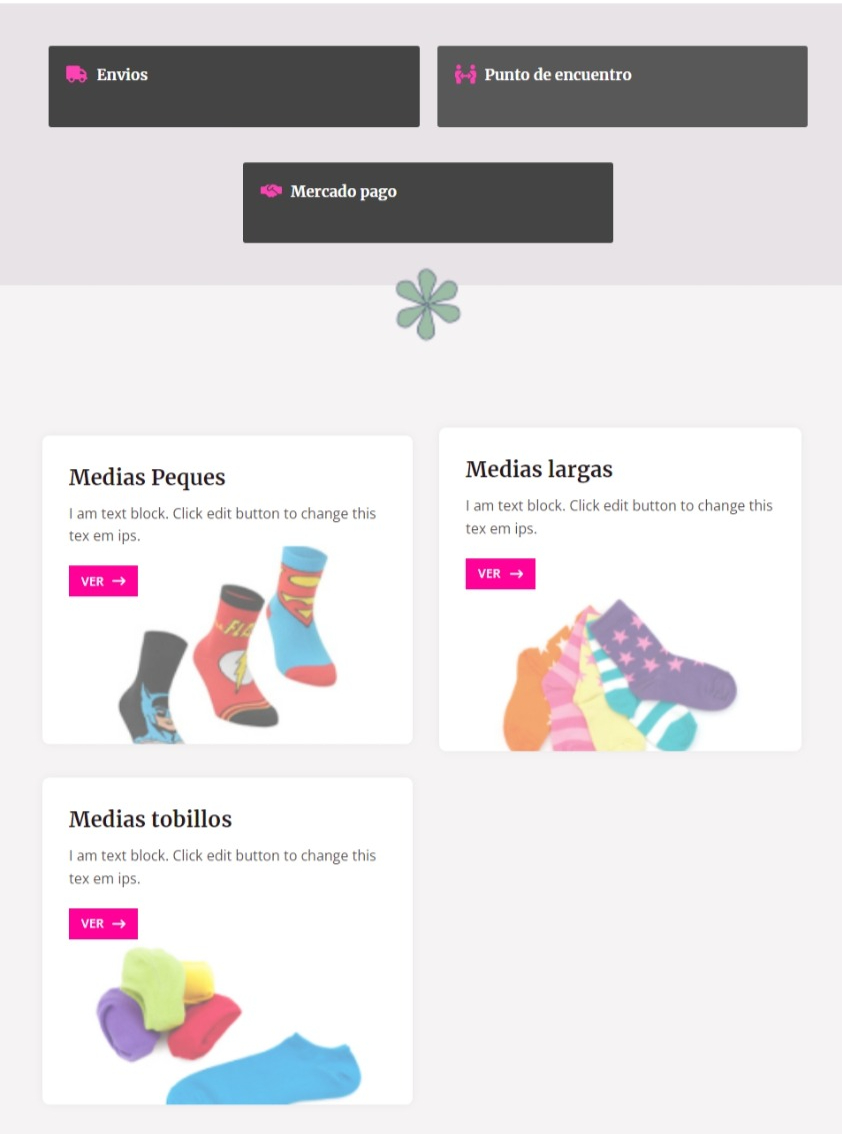 Envios
Punto de encuentro
Mercado pago
Medias Peques
I am text block. Click edit button to change this
tex em ips.
VER
Medias largas
I am text block. Click edit button to change this
tex em ips.
VER
Medias tobillos
I am text block. Click edit button to change this
tex em ips.
VER